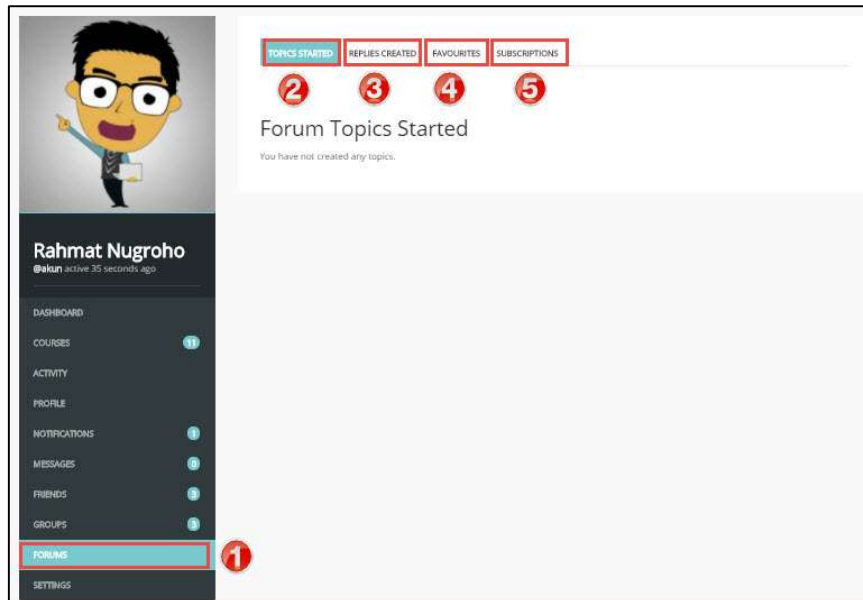 TOPICS STARTED REPLIES CREATED FAVOURITES SUBSCRIPTIONS
2 3 4 5
Forum Topics Started
You have not created any topics.
Rahmat Nugroho
@akun active 35 seconds ago
DASHBOARD
COURSES 11
ACTIVITY
PROFILE
NOTIFICATIONS 1
MESSAGES 0
FRIENDS 3
GROUPS 3
FORUMS 1
SETTINGS